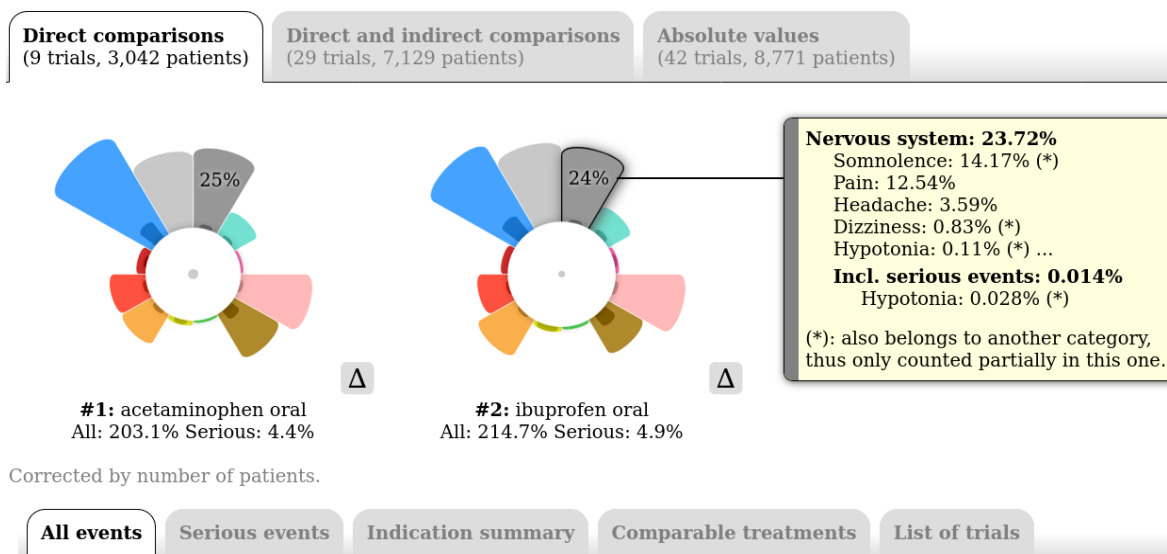 Direct comparisons
(9 trials, 3,042 patients)
Direct and indirect comparisons
(29 trials, 7,129 patients)
Absolute values
(42 trials, 8,771 patients)
25%
24%
Nervous system: 23.72%
Somnolence: 14.17% (*)
Pain: 12.54%
Headache: 3.59%
Dizziness: 0.83% (*)
Hypotonia: 0.11% (*) ...
Incl. serious events: 0.014%
Hypotonia: 0.028% (*)
(*): also belongs to another category,
thus only counted partially in this one.
Δ
Δ
#1: acetaminophen oral
All: 203.1% Serious: 4.4%
#2: ibuprofen oral
All: 214.7% Serious: 4.9%
Corrected by number of patients.
All events
Serious events
Indication summary
Comparable treatments
List of trials